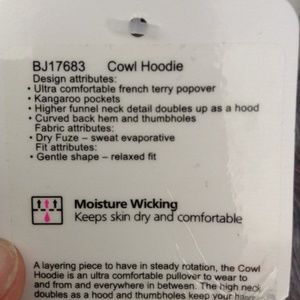 BJ17683 Cowl Hoodie
Design attributes:
• Ultra comfortable french terry popover
• Kangaroo pockets
• Higher funnel neck detail doubles up as a hood
• Curved back hem and thumbholes
Fabric attributes:
• Dry Fuze – sweat evaporative
Fit attributes:
• Gentle shape – relaxed fit
Moisture Wicking
Keeps skin dry and comfortable
A layering piece to have in steady rotation, the Cowl
Hoodie is an ultra comfortable pullover to wear to
and from and everywhere in between. The high neck
doubles as a hood and thumbholes keep your hands